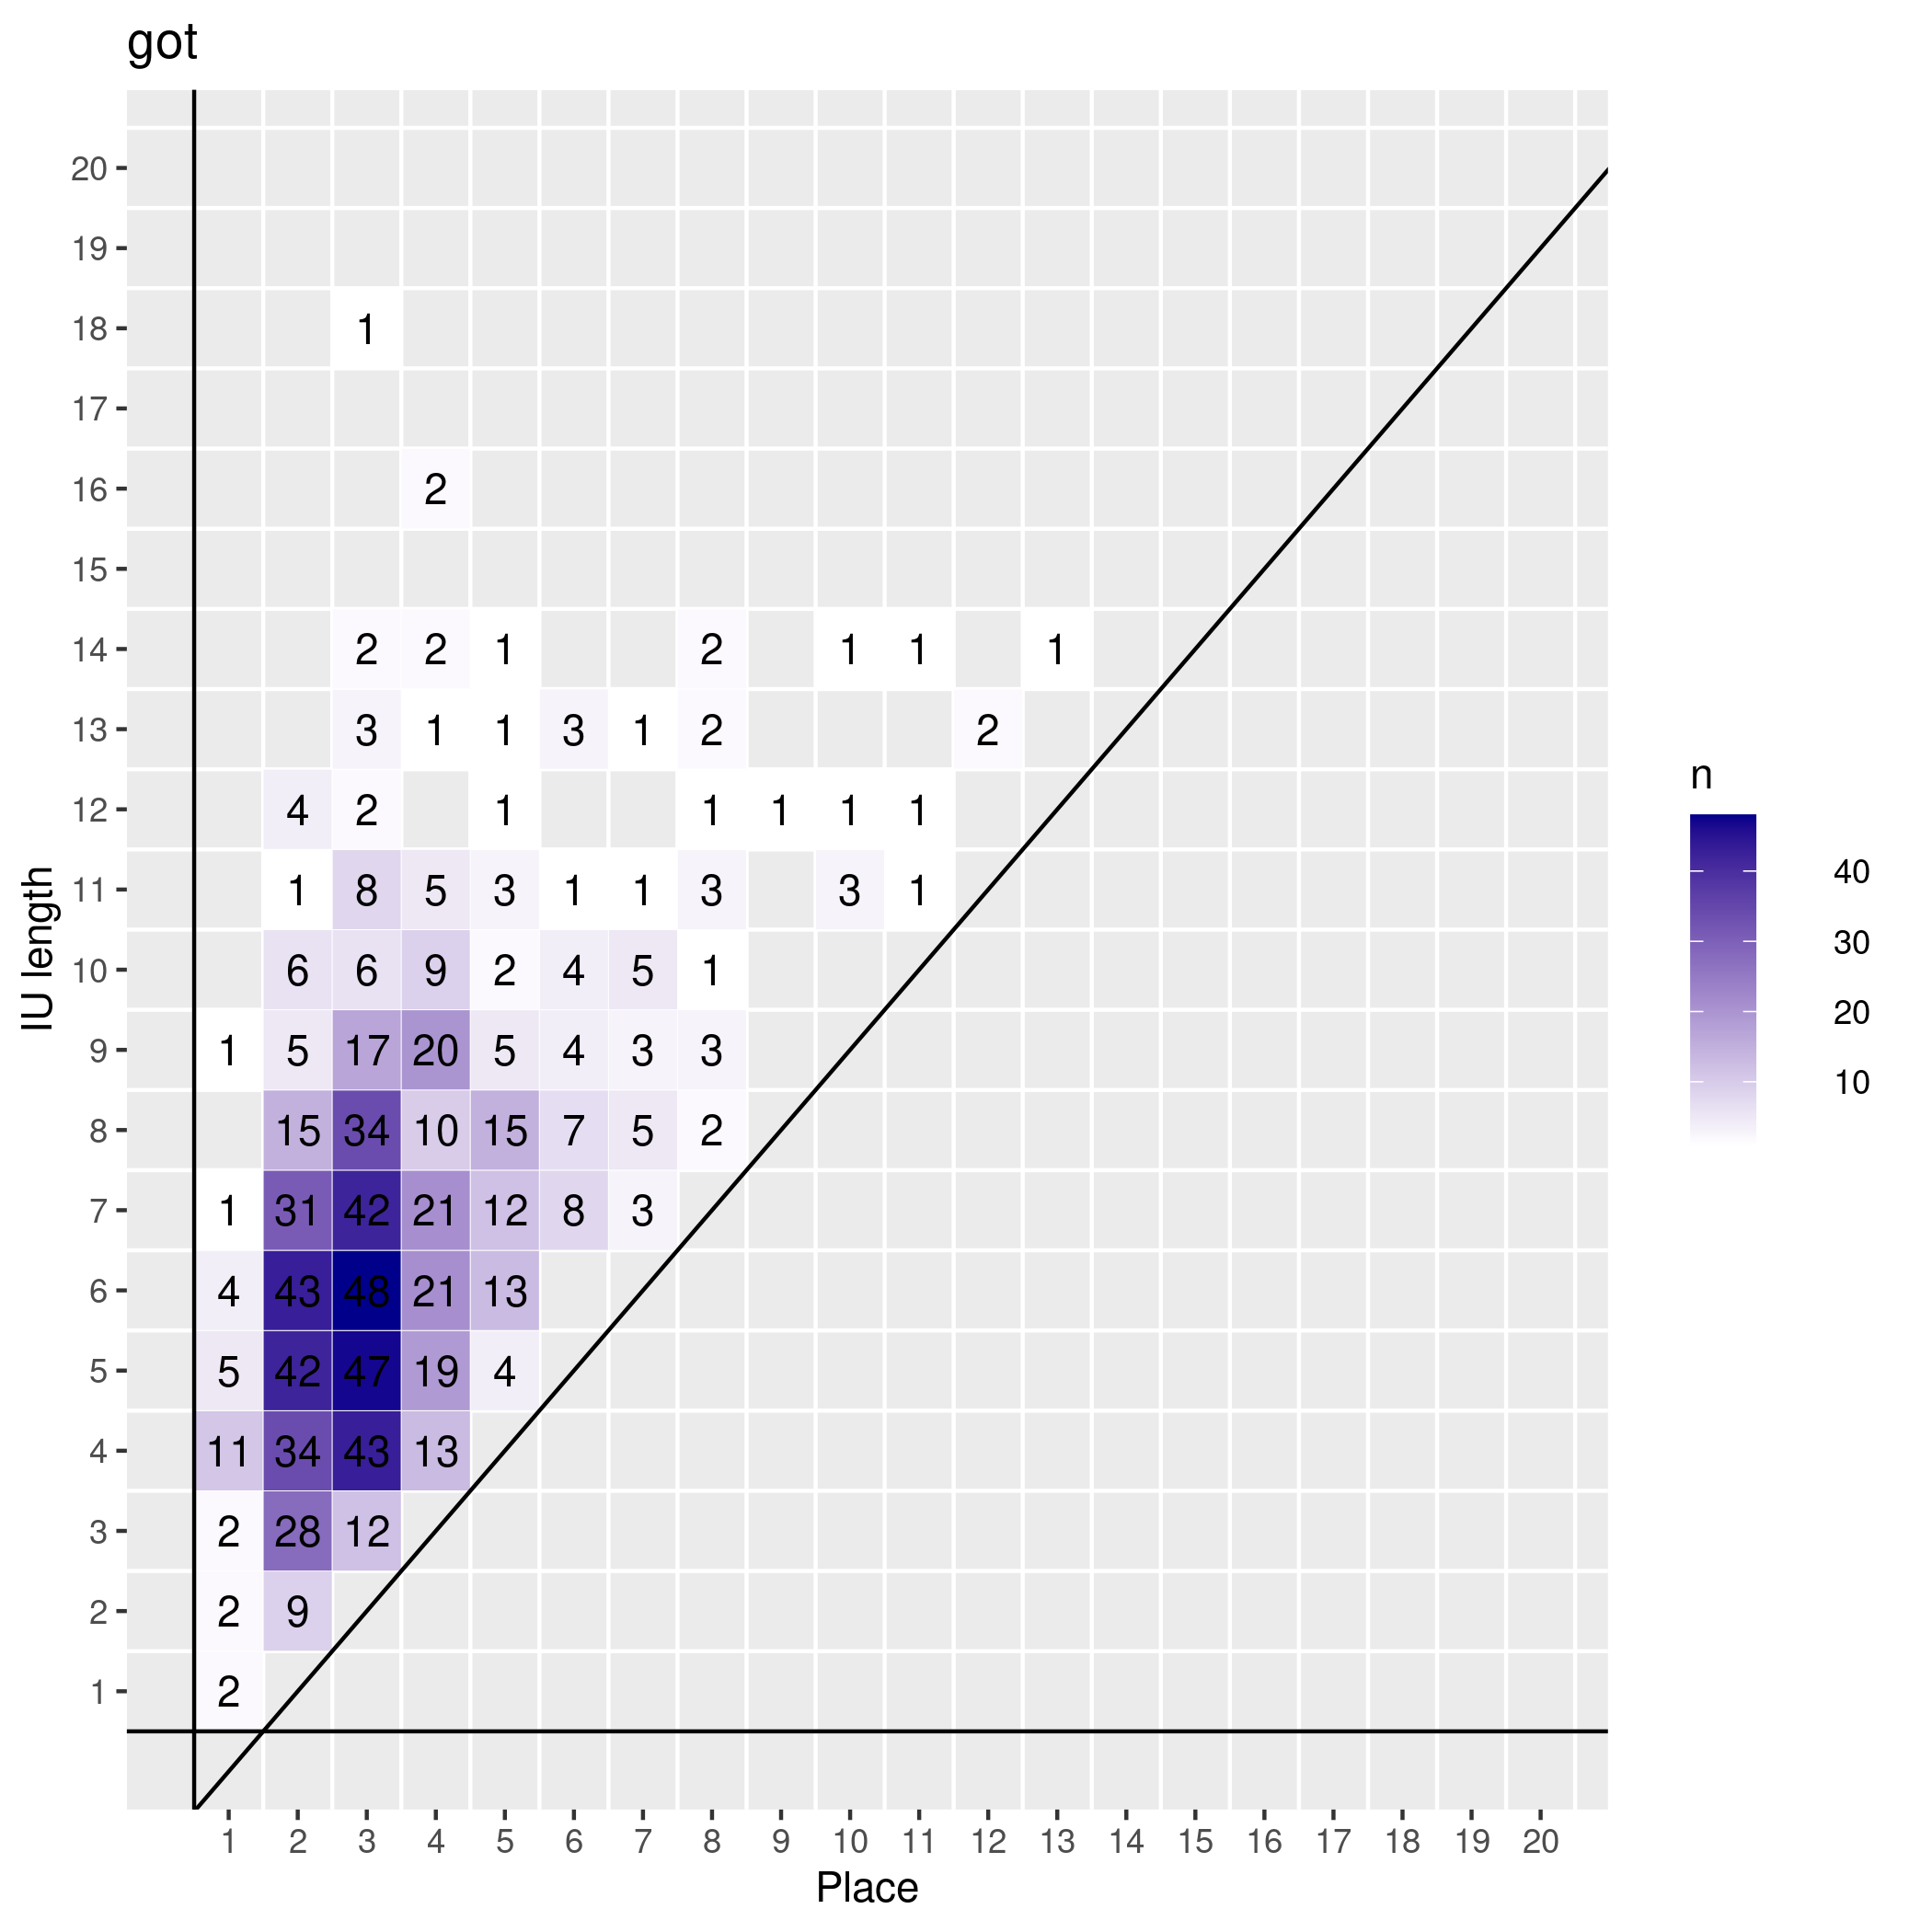 got
20
19
18 1
17
16 2
15
14 2 2 1 2 1 1 1
13 3 1 1 3 1 2 2
12 4 2 1 1 1 1 1
11 1 8 5 3 1 1 3 3 1
10 6 6 9 2 4 5 1
9 1 5 17 20 5 4 3 3
8 15 34 10 15 7 5 2
7 1 31 42 21 12 8 3
6 4 43 48 21 13
5 5 42 47 19 4
4 11 34 43 13
3 2 28 12
2 2 9
1 2
1 2 3 4 5 6 7 8 9 10 11 12 13 14 15 16 17 18 19 20
Place
IU length
n
40
30
20
10